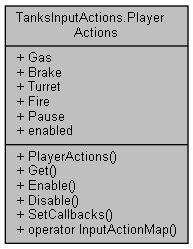 TanksInputActions.Player
Actions
+ Gas
+ Brake
+ Turret
+ Fire
+ Pause
+ enabled
+ PlayerActions()
+ Get()
+ Enable()
+ Disable()
+ SetCallbacks()
+ operator InputActionMap()